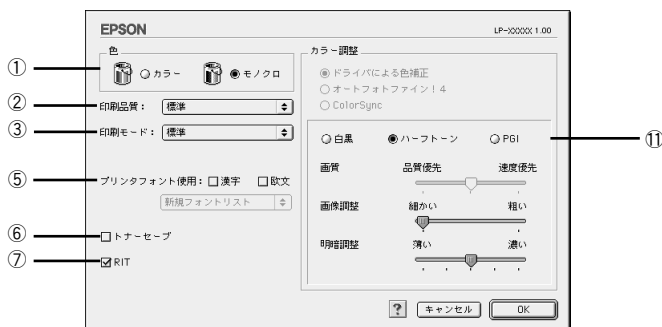 EPSON
LP-XXXXX 1.00
① 色
カラー モノクロ
② 印刷品質： 標準
③ 印刷モード： 標準
⑤ プリンタフォント使用： 漢字 欧文
新規フォントリスト
⑥ トナーセーブ
⑦ RIT
カラー調整
ドライバによる色補正
オートフォトファイン！4
ColorSync
白黒 ハーフトーン PGI ⑪
画質 品質優先 速度優先
画像調整 細かい 粗い
明暗調整 薄い 濃い
? キャンセル OK